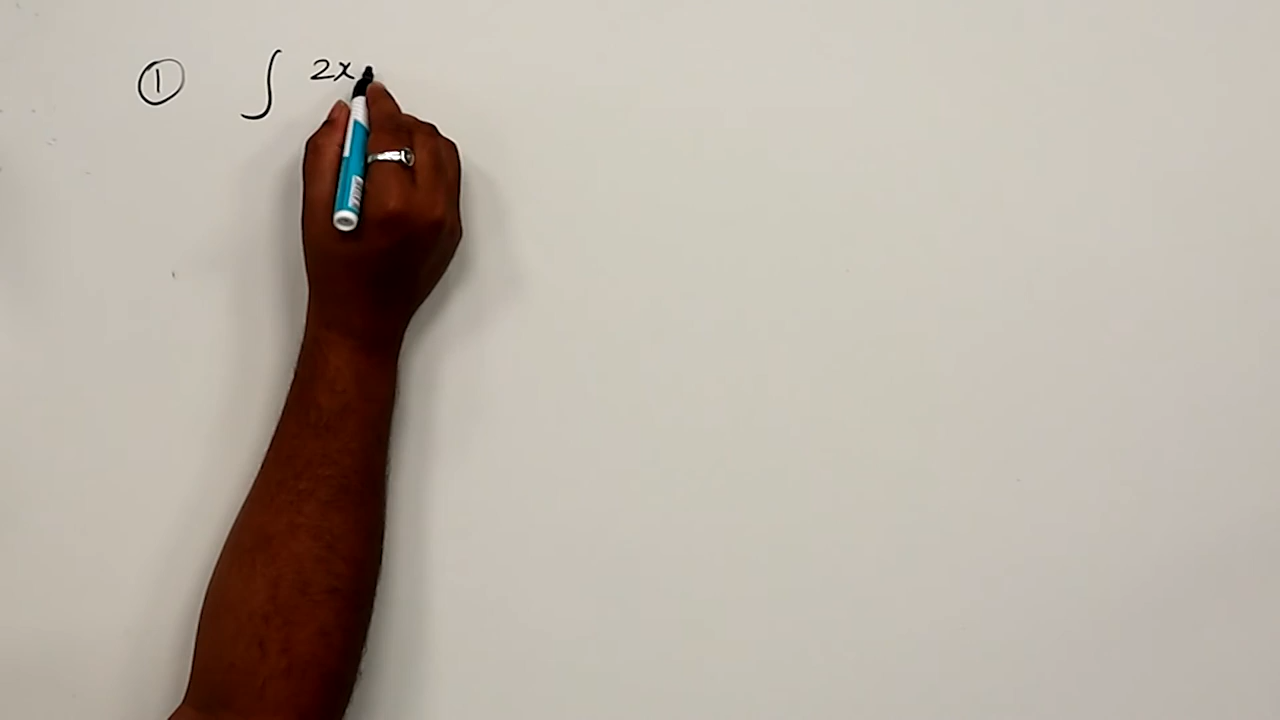 ① ∫ 2x